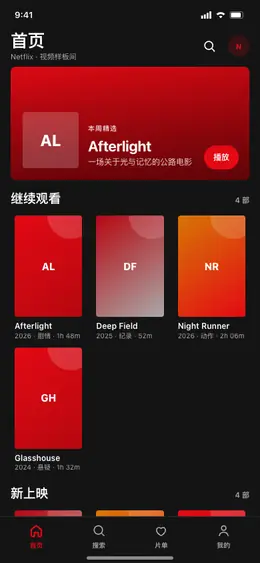 9:41
首页
Netflix · 视频样板间
N
AL
本周精选
Afterlight
一场关于光与记忆的公路电影
播放
继续观看
4 部
AL
DF
NR
Afterlight
2026 · 剧情 · 1h 48m
Deep Field
2025 · 纪录 · 52m
Night Runner
2026 · 动作 · 2h 06m
GH
Glasshouse
2024 · 悬疑 · 1h 32m
新上映
4 部
首页
搜索
片单
我的